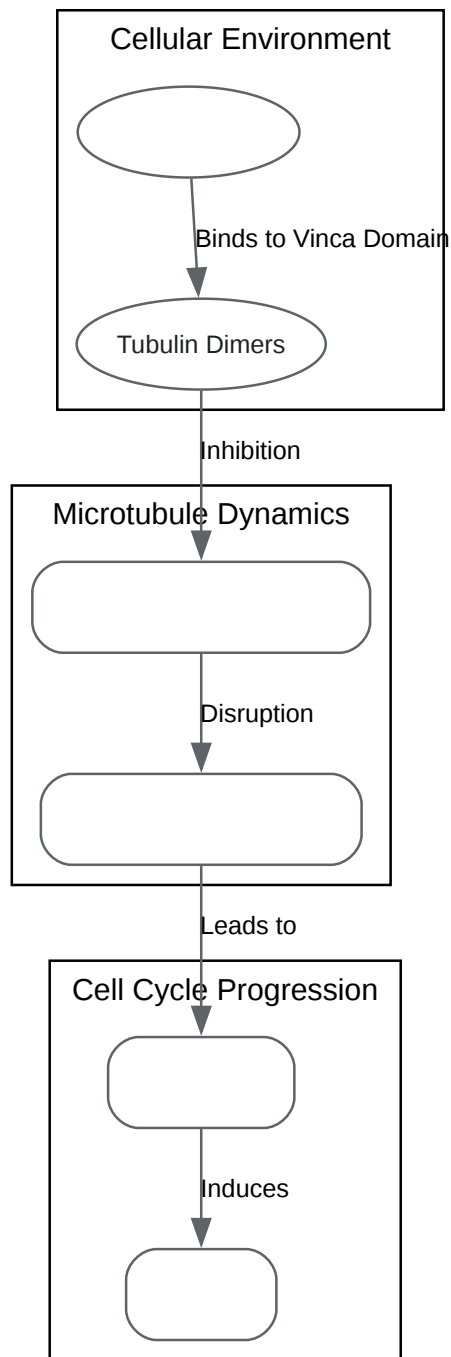 Cellular Environment
Binds to Vinca Domain
Tubulin Dimers
Inhibition
Microtubule Dynamics
Disruption
Leads to
Cell Cycle Progression
Induces